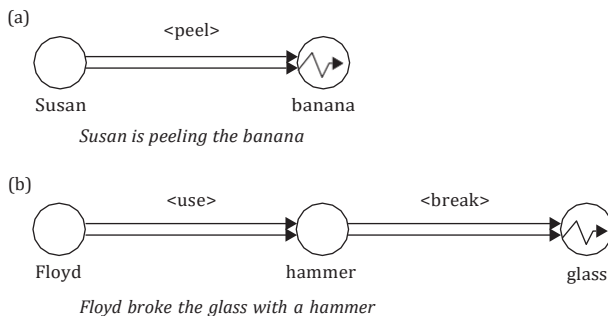 (a)
<peel>
Susan banana
Susan is peeling the banana
(b)
<use> <break>
Floyd hammer glass
Floyd broke the glass with a hammer